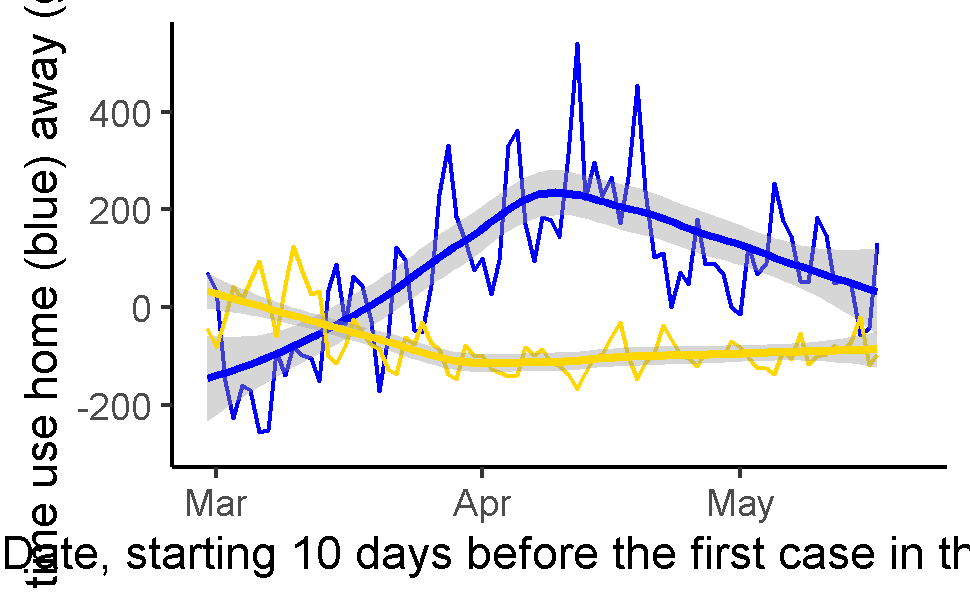 time use home (blue) away (
400
200
0
-200
Mar Apr May
Date, starting 10 days before the first case in th